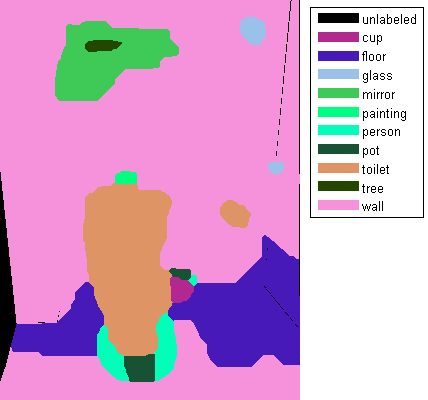 unlabeled
cup
floor
glass
mirror
painting
person
pot
toilet
tree
wall